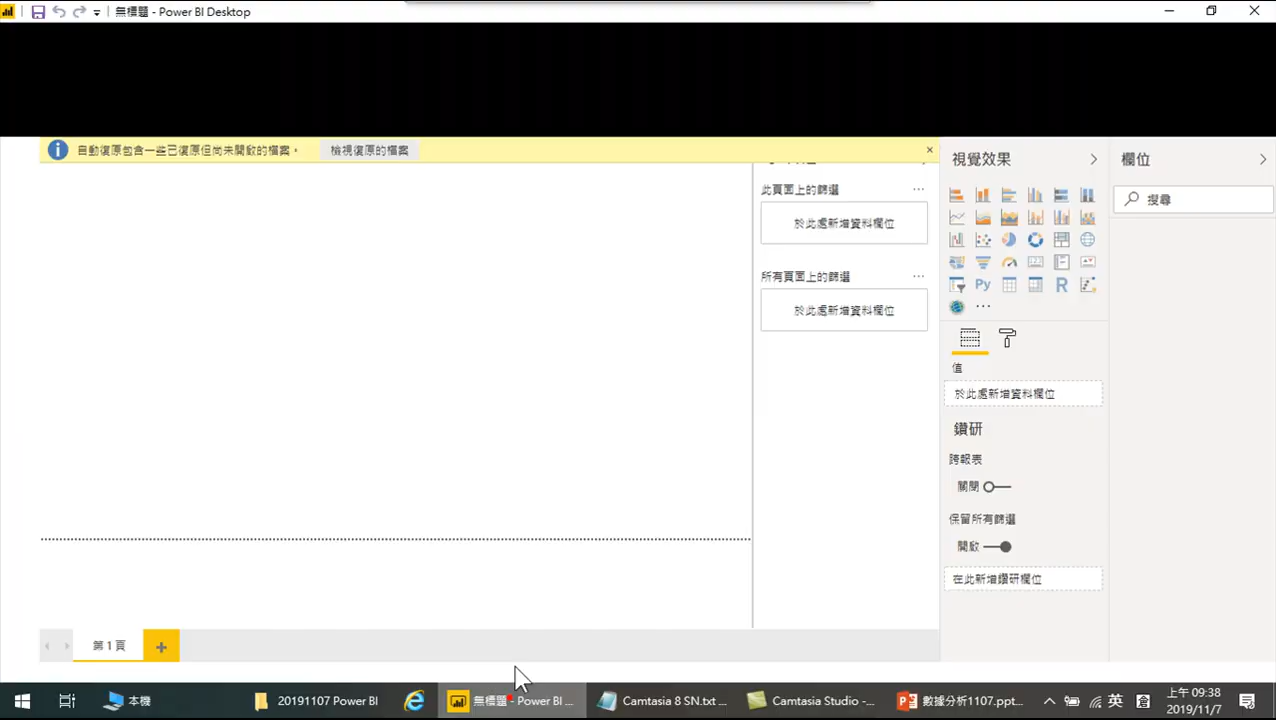 無標題 - Power BI Desktop
自動復原包含一些已復原但尚未開啟的檔案。 檢視復原的檔案
此頁面上的篩選
於此處新增資料欄位
所有頁面上的篩選
於此處新增資料欄位
視覺效果
Py
R
值
於此處新增資料欄位
鑽研
跨報表
關閉
保留所有篩選
開啟
在此新增鑽研欄位
欄位
搜尋
第 1 頁
本機
20191107 Power BI
無標題 - Power BI ...
Camtasia 8 SN.txt ...
Camtasia Studio -...
數據分析1107.ppt...
英
上午 09:38
2019/11/7